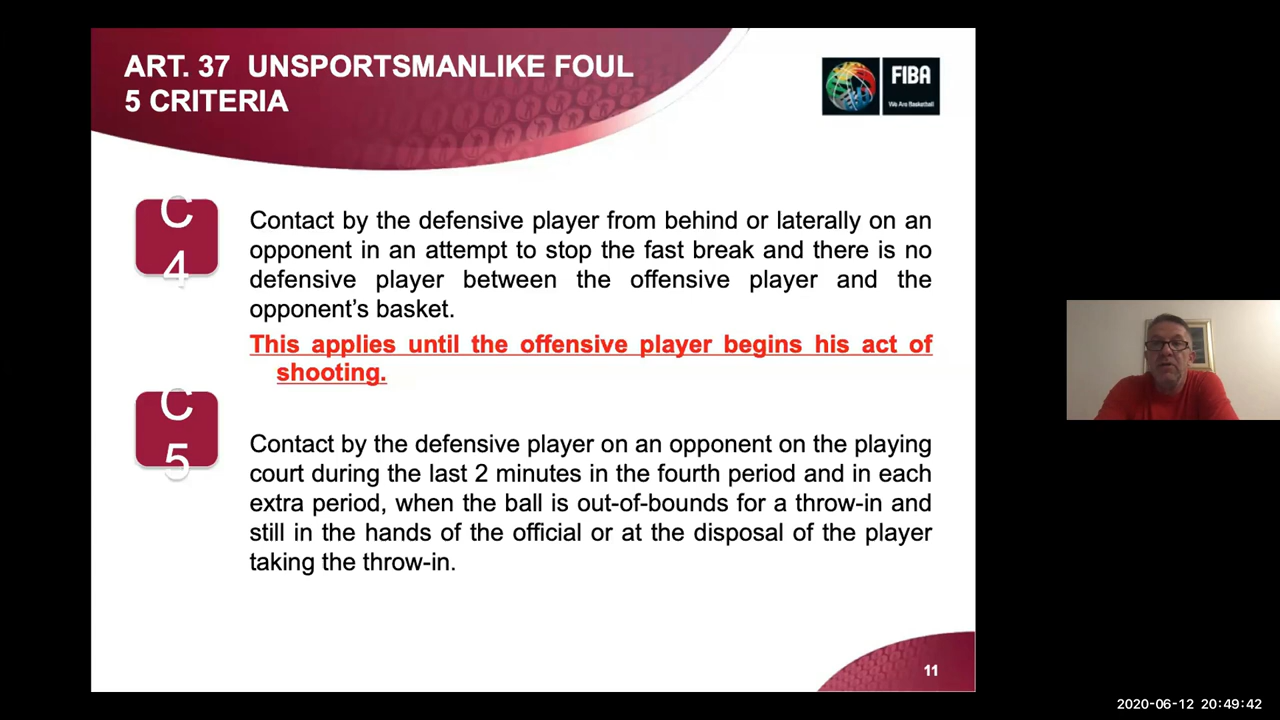 ART. 37 UNSPORTSMANLIKE FOUL
5 CRITERIA
FIBA
We Are Basketball
C
4
Contact by the defensive player from behind or laterally on an
opponent in an attempt to stop the fast break and there is no
defensive player between the offensive player and the
opponent’s basket.
This applies until the offensive player begins his act of
shooting.
C
5
Contact by the defensive player on an opponent on the playing
court during the last 2 minutes in the fourth period and in each
extra period, when the ball is out-of-bounds for a throw-in and
still in the hands of the official or at the disposal of the player
taking the throw-in.
11
2020-06-12 20:49:42